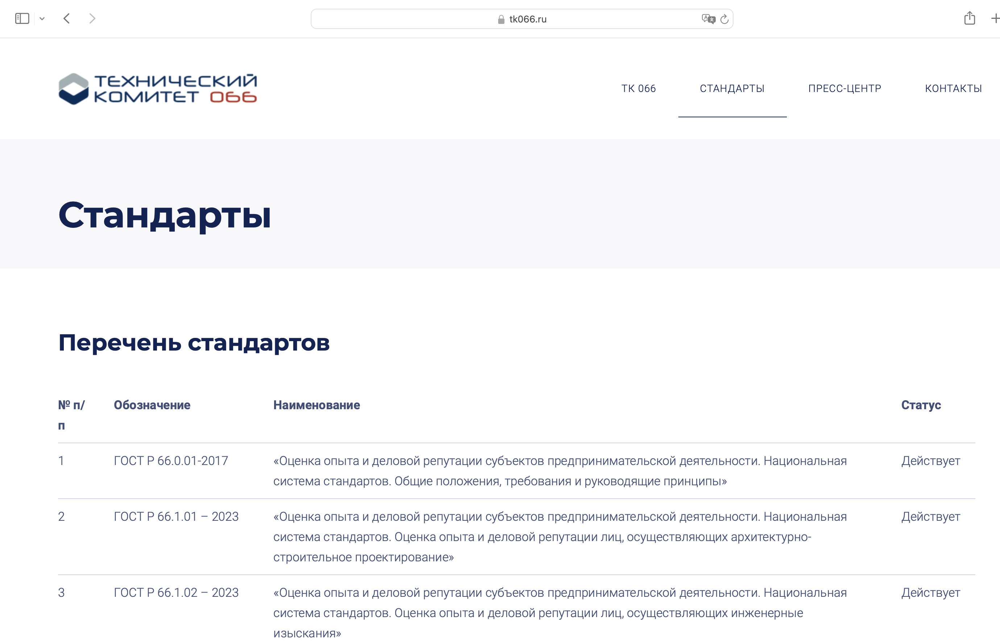 tk066.ru
ТЕХНИЧЕСКИЙ
КОМИТЕТ 066
ТК 066
СТАНДАРТЫ
ПРЕСС-ЦЕНТР
КОНТАКТЫ
Стандарты
Перечень стандартов
№ п/
п
Обозначение
Наименование
Статус
1
ГОСТ Р 66.0.01-2017
«Оценка опыта и деловой репутации субъектов предпринимательской деятельности. Национальная
система стандартов. Общие положения, требования и руководящие принципы»
Действует
2
ГОСТ Р 66.1.01 – 2023
«Оценка опыта и деловой репутации субъектов предпринимательской деятельности. Национальная
система стандартов. Оценка опыта и деловой репутации лиц, осуществляющих архитектурно-
строительное проектирование»
Действует
3
ГОСТ Р 66.1.02 – 2023
«Оценка опыта и деловой репутации субъектов предпринимательской деятельности. Национальная
система стандартов. Оценка опыта и деловой репутации лиц, осуществляющих инженерные
изыскания»
Действует